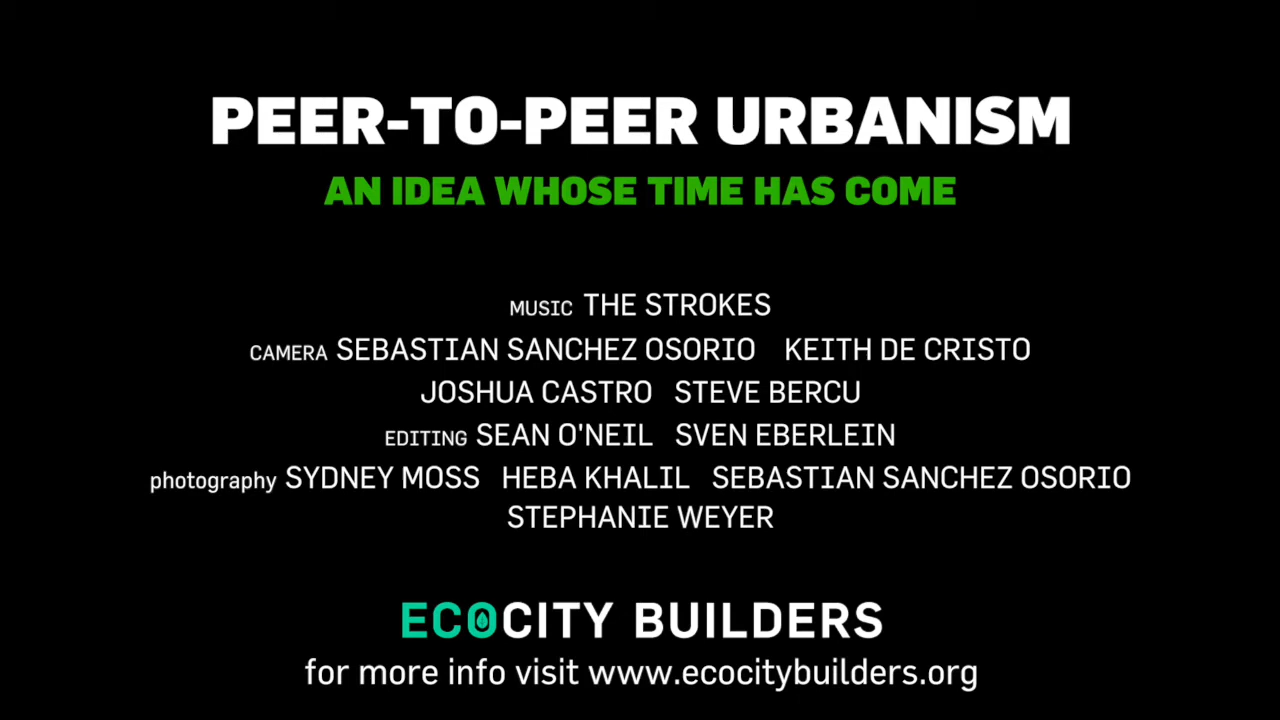 PEER-TO-PEER URBANISM
AN IDEA WHOSE TIME HAS COME
MUSIC THE STROKES
CAMERA SEBASTIAN SANCHEZ OSORIO KEITH DE CRISTO
JOSHUA CASTRO STEVE BERCU
EDITING SEAN O'NEIL SVEN EBERLEIN
photography SYDNEY MOSS HEBA KHALIL SEBASTIAN SANCHEZ OSORIO
STEPHANIE WEYER
ECOCITY BUILDERS
for more info visit www.ecocitybuilders.org